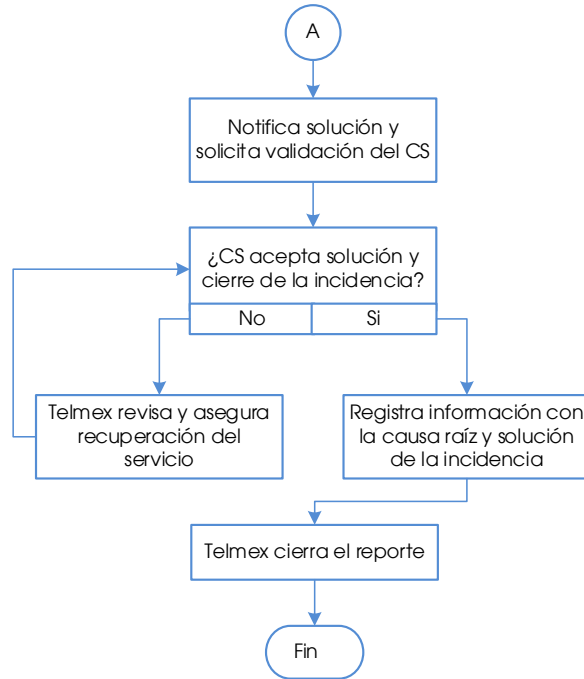 A
Notifica solución y
solicita validación del CS
¿CS acepta solución y
cierre de la incidencia?
No
Si
Telmex revisa y asegura
recuperación del
servicio
Registra información con
la causa raíz y solución
de la incidencia
Telmex cierra el reporte
Fin